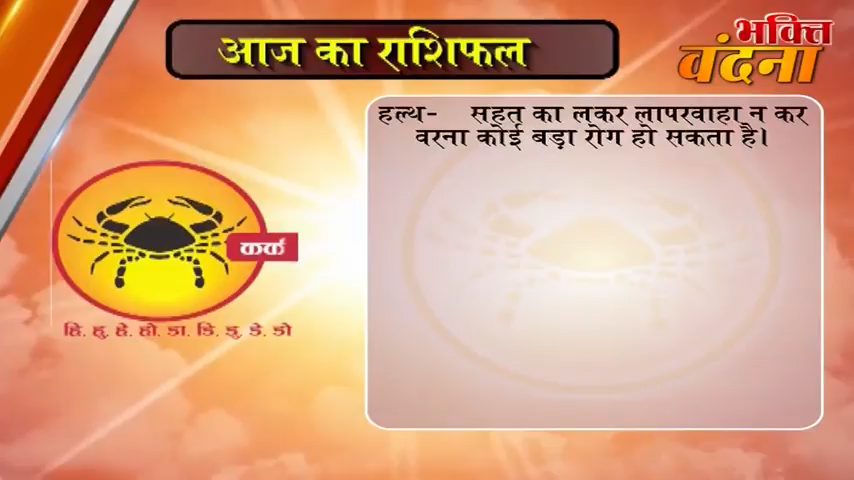 आज का राशिफल
भक्ति
वंदना
हल्थ- सहत का लकर लापरवाहा न कर
वरना कोई बड़ा रोग हो सकता है।
कर्क
हि. हु. हे. हो. डा. डि. डु. डे. डो